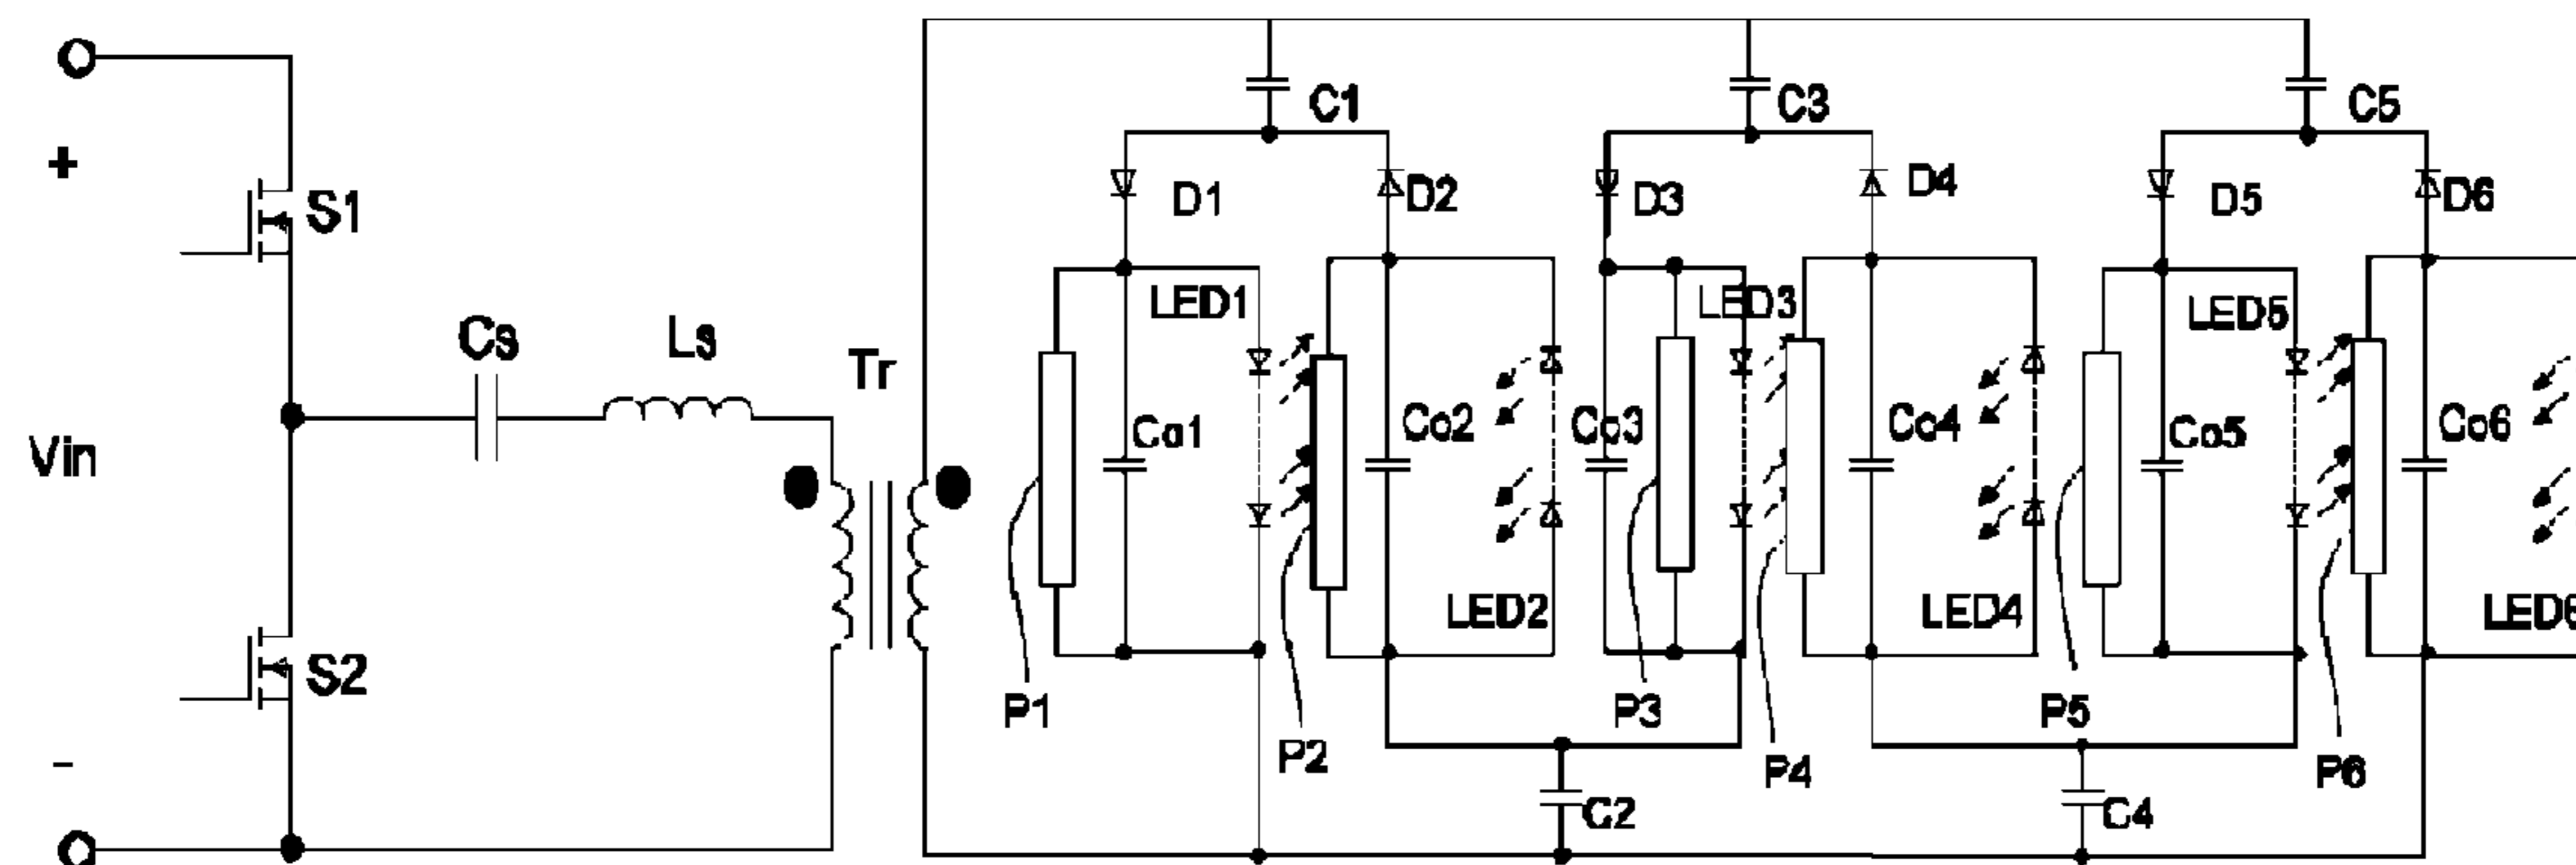 C1
C3
C5
+
S1
D1
D2
D3
D4
D5
D6
LED1
LED3
LED5
Cs
Ls
Tr
Vin
Co1
Co2
Co3
Co4
Co5
Co6
LED2
LED4
LED6
S2
P1
P2
P3
P4
P5
P6
-
C2
C4